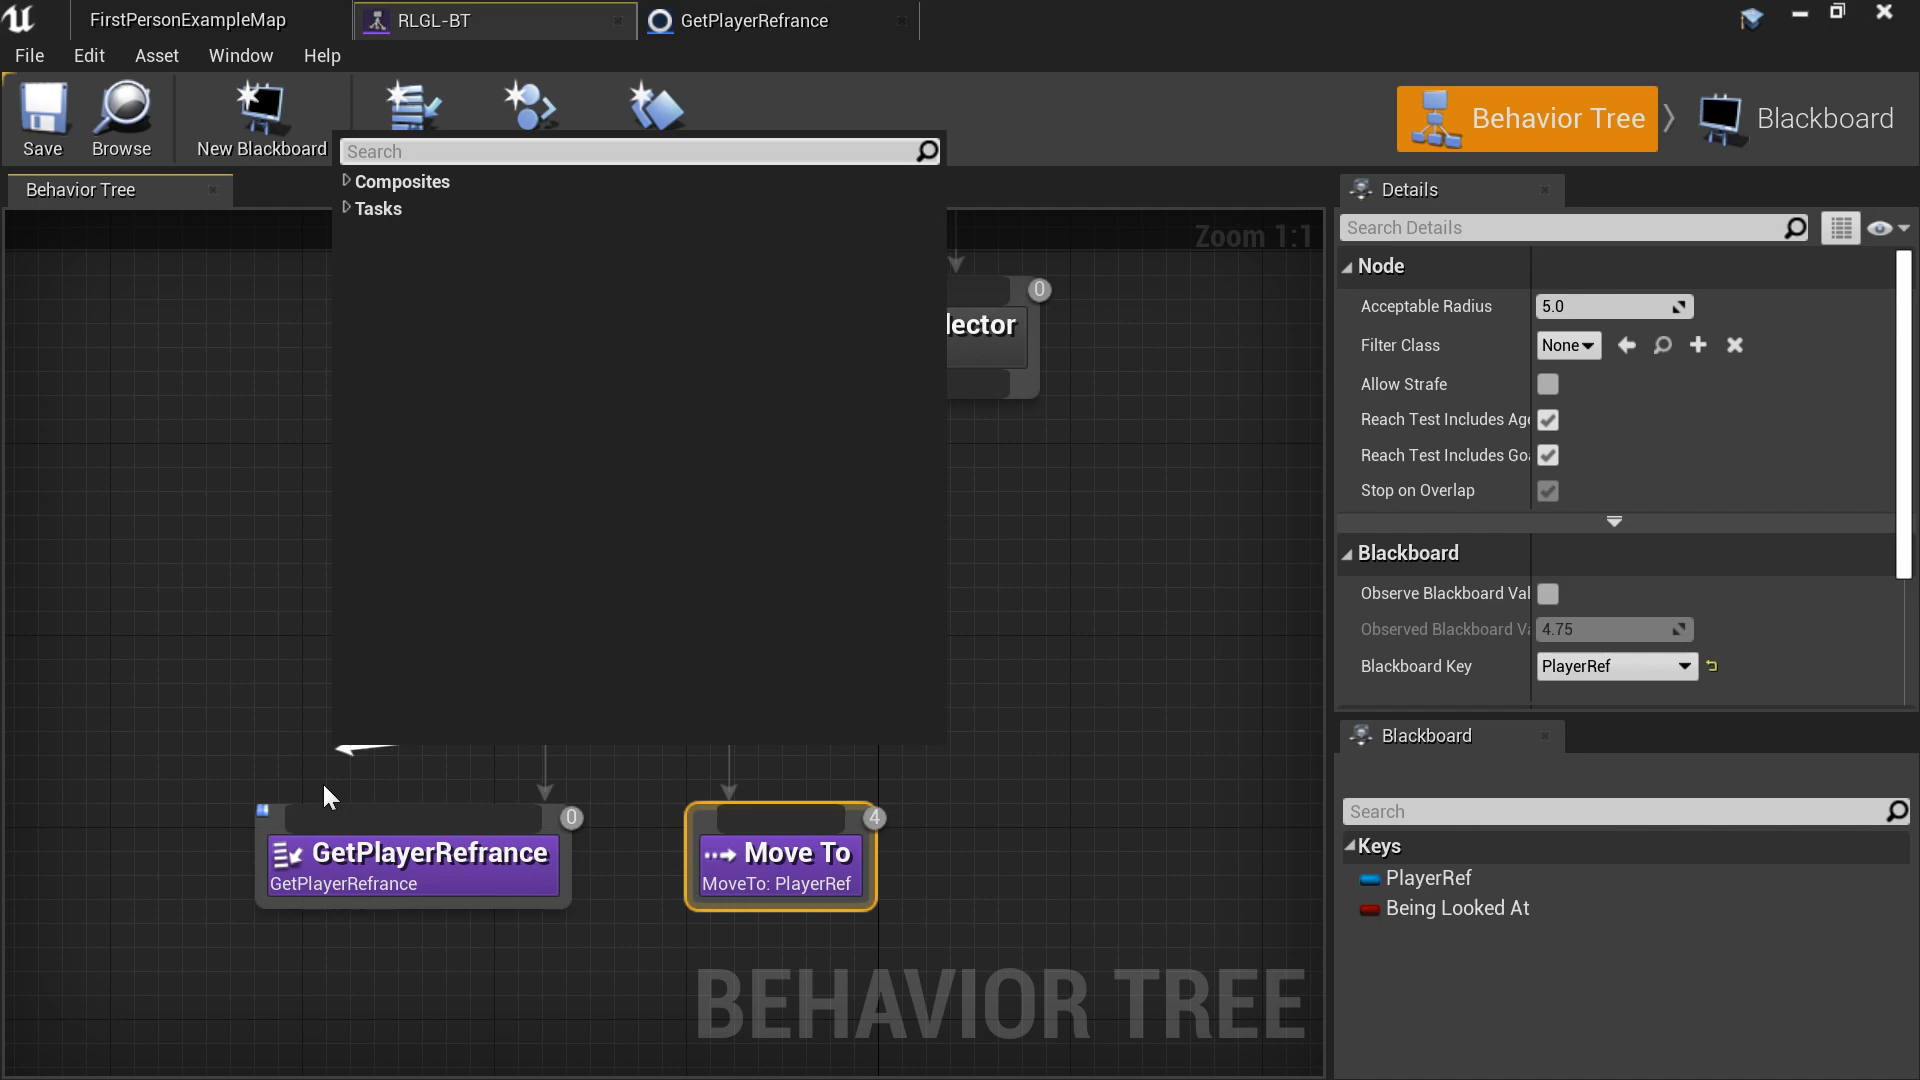 FirstPersonExampleMap
RLGL-BT
GetPlayerRefrance
File Edit Asset Window Help
Save
Browse
New Blackboard
Behavior Tree
Blackboard
Search
Composites
Tasks
Behavior Tree
Zoom 1:1
0
lector
GetPlayerRefrance
GetPlayerRefrance
0
Move To
MoveTo: PlayerRef
4
BEHAVIOR TREE
Details
Search Details
Node
Acceptable Radius 5.0
Filter Class None
Allow Strafe
Reach Test Includes Age
Reach Test Includes Goa
Stop on Overlap
Blackboard
Observe Blackboard Val
Observed Blackboard Va 4.75
Blackboard Key PlayerRef
Blackboard
Search
Keys
PlayerRef
Being Looked At